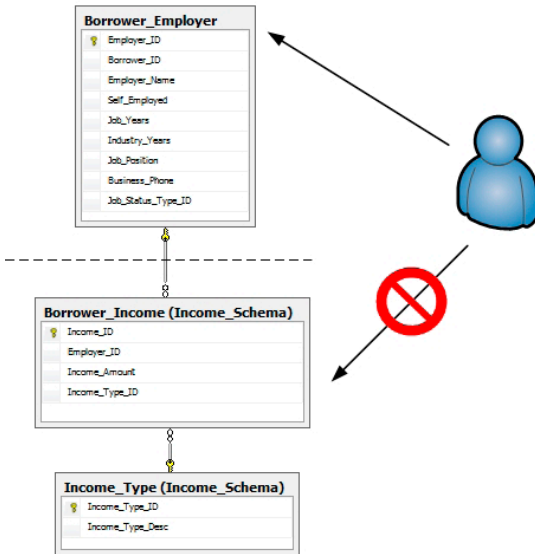 Borrower_Employer
Employer_ID
Borrower_ID
Employer_Name
Self_Employed
Job_Years
Industry_Years
Job_Position
Business_Phone
Job_Status_Type_ID
Borrower_Income (Income_Schema)
Income_ID
Employer_ID
Income_Amount
Income_Type_ID
Income_Type (Income_Schema)
Income_Type_ID
Income_Type_Desc